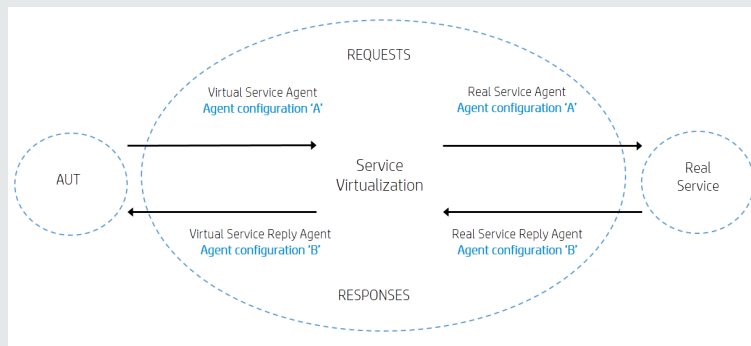 REQUESTS
Virtual Service Agent
Agent configuration 'A'
Real Service Agent
Agent configuration 'A'
AUT
Service
Virtualization
Real
Service
Virtual Service Reply Agent
Agent configuration 'B'
Real Service Reply Agent
Agent configuration 'B'
RESPONSES